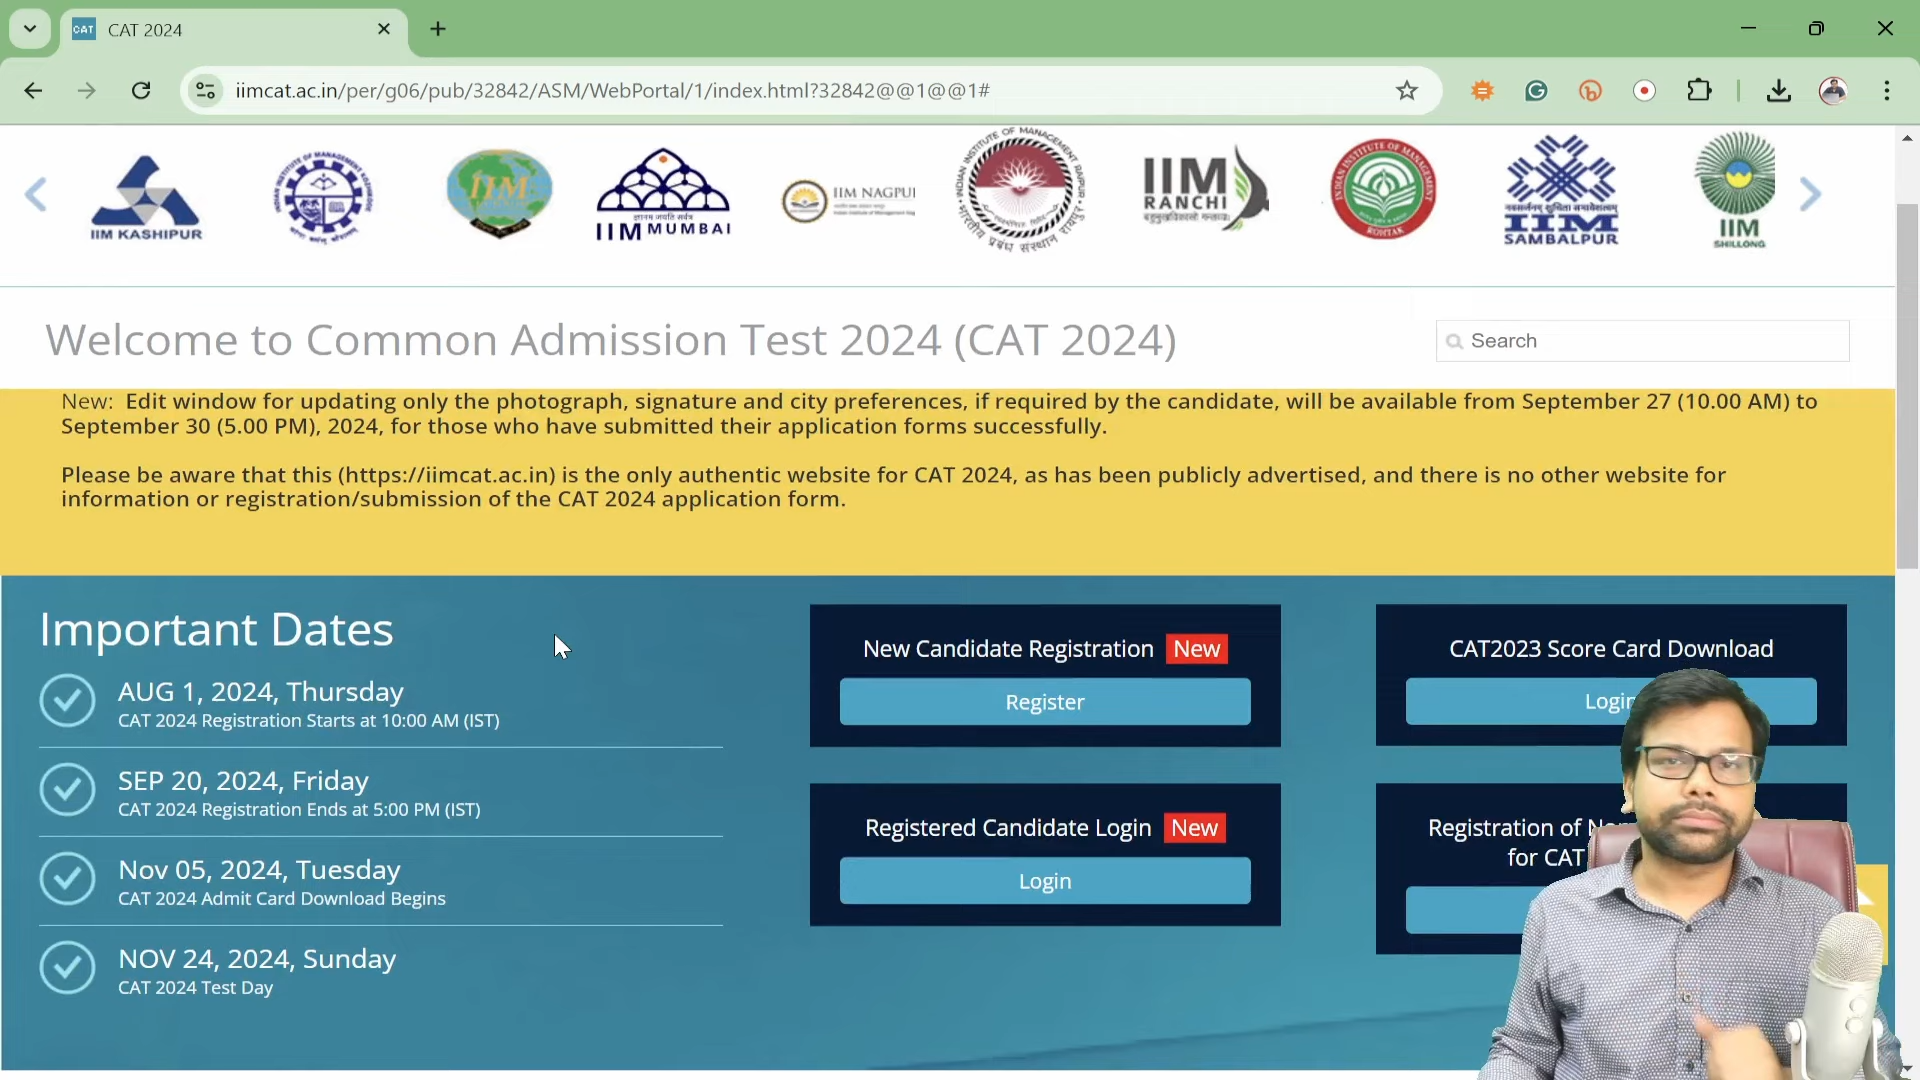 CAT CAT 2024
iimcat.ac.in/per/g06/pub/32842/ASM/WebPortal/1/index.html?32842@@1@@1#
IIM KASHIPUR
IIM
IIM MUMBAI
IIM NAGPUR
IIM
RANCHI
INDIAN INSTITUTE OF MANAGEMENT
ROHTAK
IIM
SAMBALPUR
IIM
SHILLONG
Welcome to Common Admission Test 2024 (CAT 2024)
Search
New: Edit window for updating only the photograph, signature and city preferences, if required by the candidate, will be available from September 27 (10.00 AM) to
September 30 (5.00 PM), 2024, for those who have submitted their application forms successfully.
Please be aware that this (https://iimcat.ac.in) is the only authentic website for CAT 2024, as has been publicly advertised, and there is no other website for
information or registration/submission of the CAT 2024 application form.
Important Dates
AUG 1, 2024, Thursday
CAT 2024 Registration Starts at 10:00 AM (IST)
SEP 20, 2024, Friday
CAT 2024 Registration Ends at 5:00 PM (IST)
Nov 05, 2024, Tuesday
CAT 2024 Admit Card Download Begins
NOV 24, 2024, Sunday
CAT 2024 Test Day
New Candidate Registration New
Register
Registered Candidate Login New
Login
CAT2023 Score Card Download
Login
Registration of
for CAT